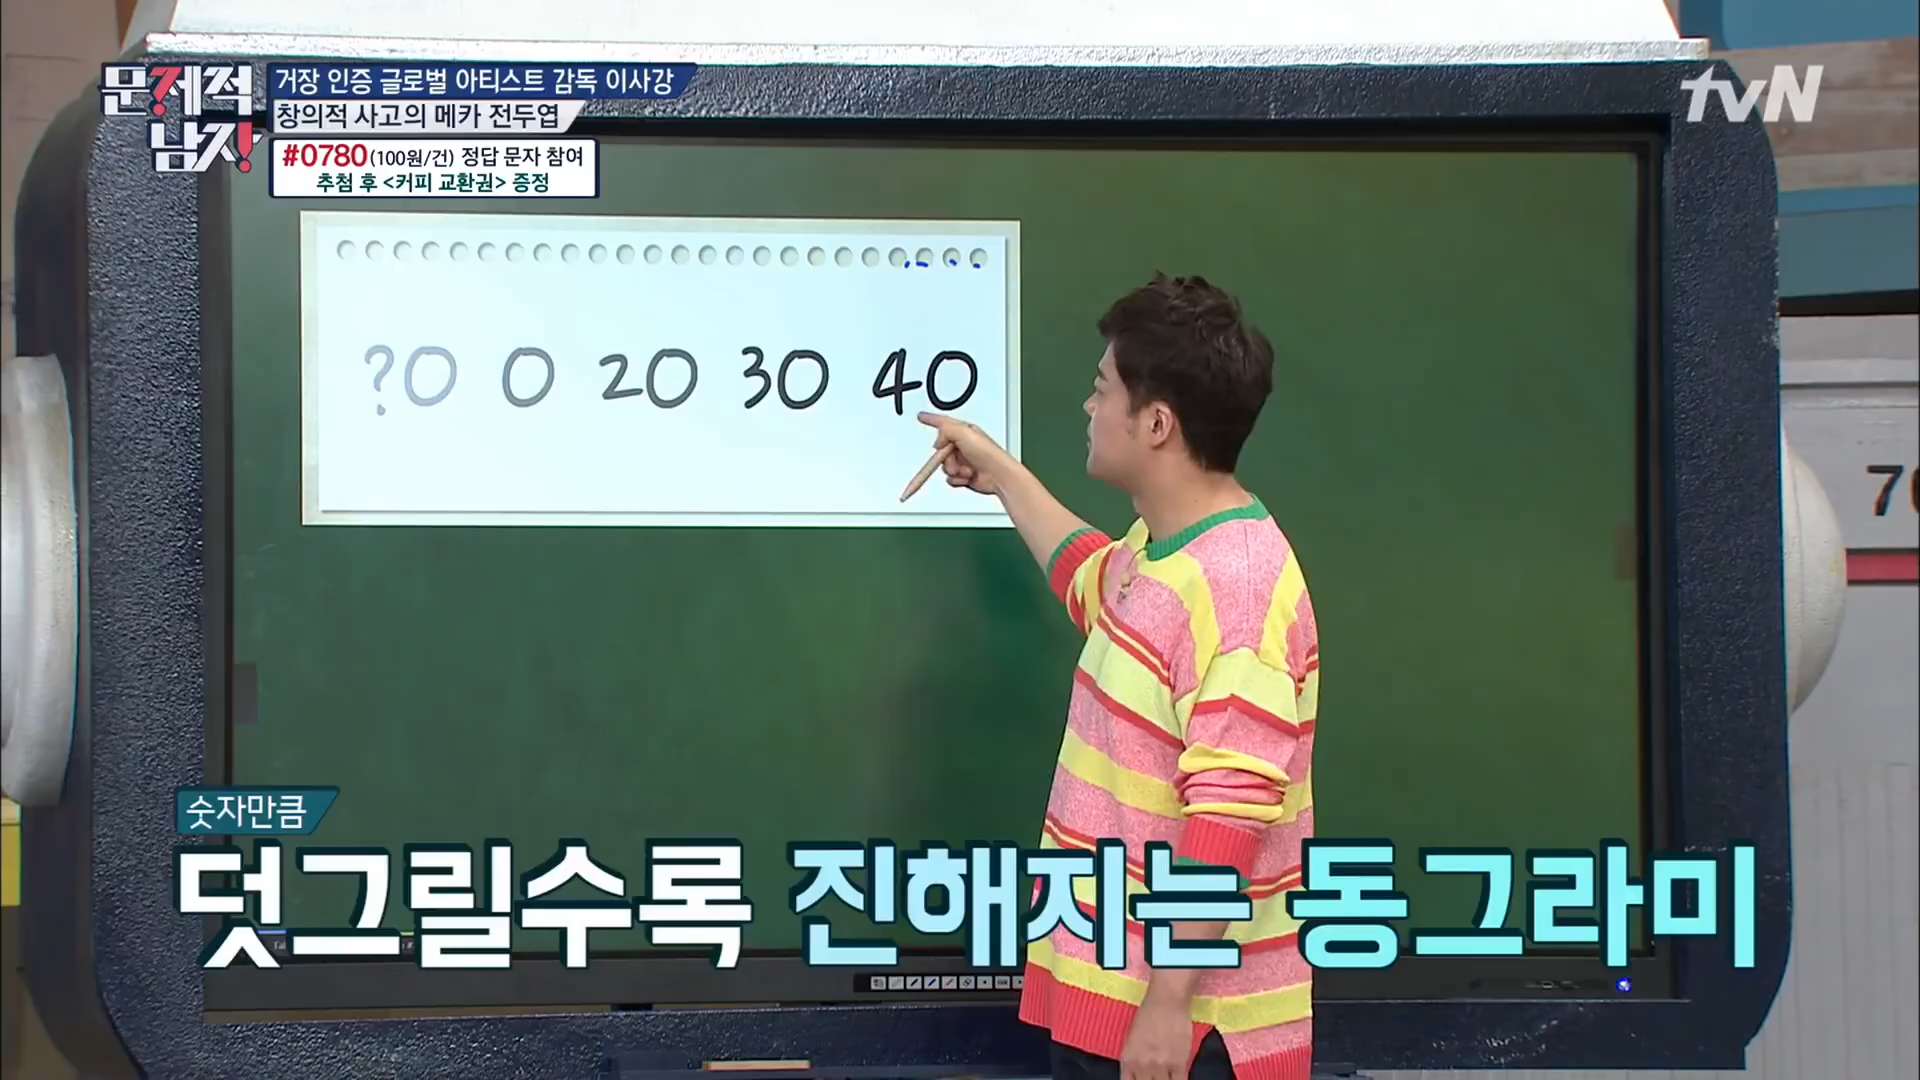 문제적
남자
거장 인증 글로벌 아티스트 감독 이사강
창의적 사고의 메카 전두엽
#0780(100원/건) 정답 문자 참여
추첨 후 <커피 교환권> 증정
tvN
?0 0 20 30 40
숫자만큼
덧그릴수록 진해지는 동그라미